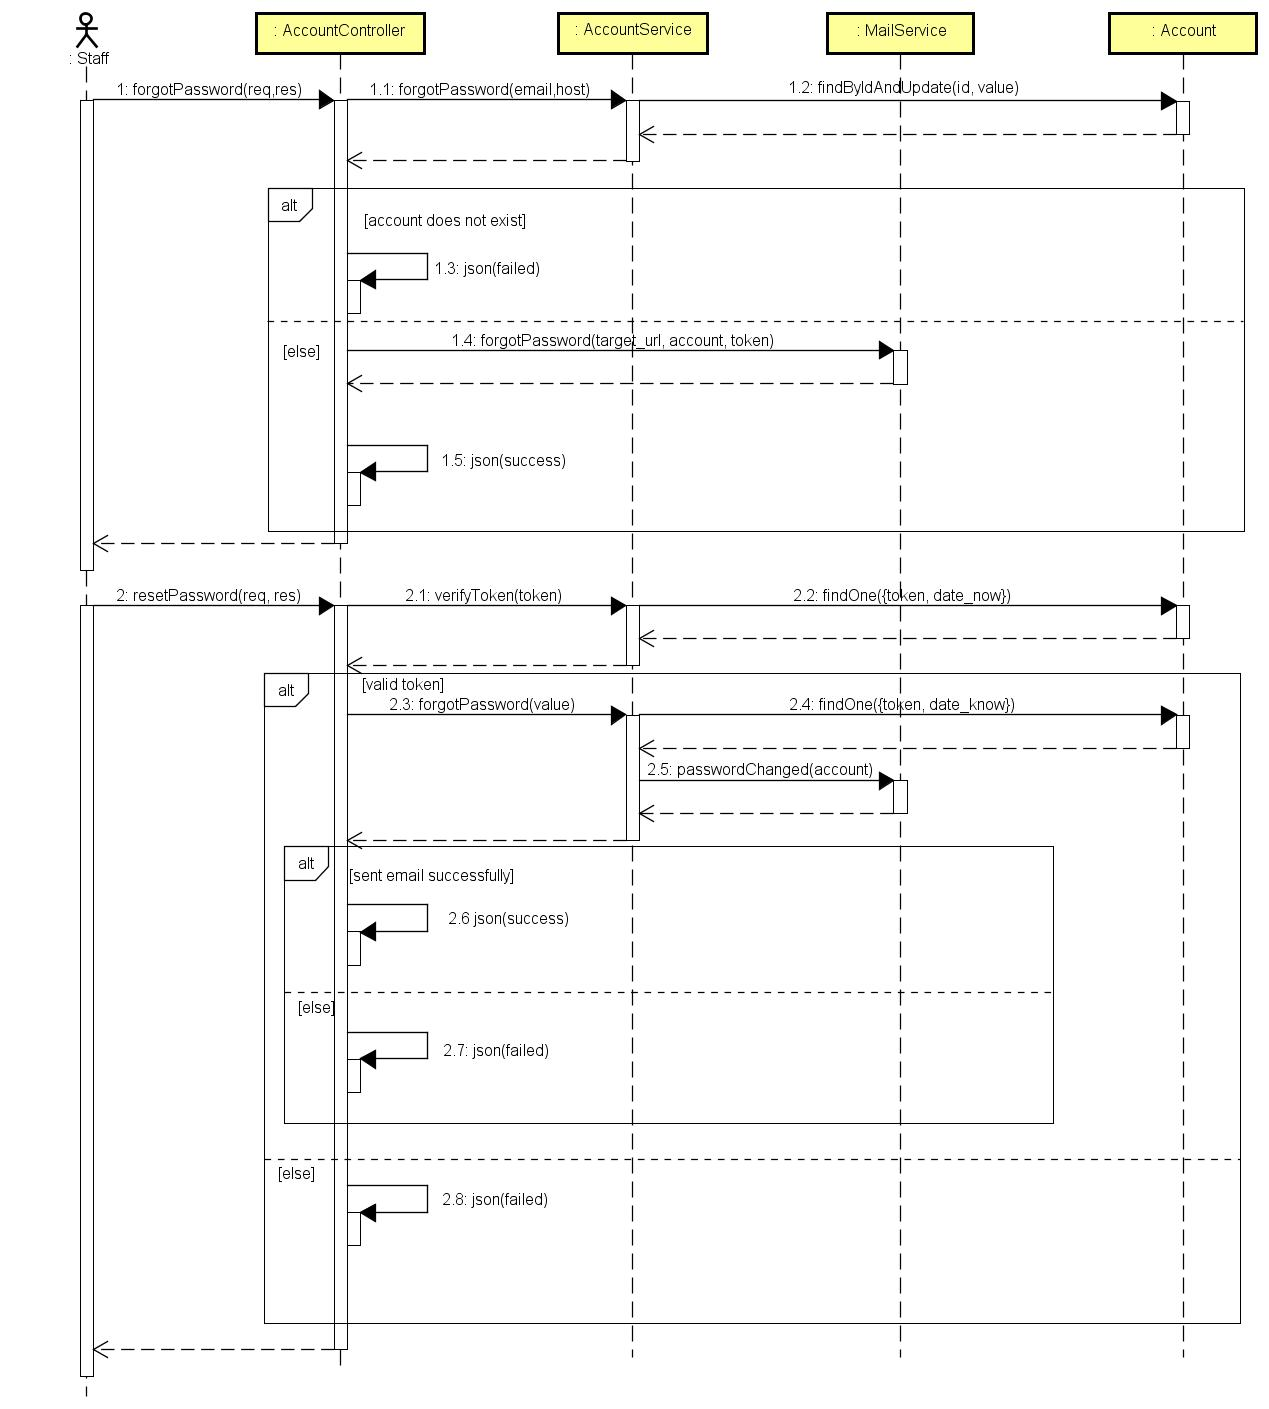 : Staff
: AccountController
: AccountService
: MailService
: Account
1: forgotPassword(req,res)
1.1: forgotPassword(email,host)
1.2: findByIdAndUpdate(id, value)
alt
[account does not exist]
1.3: json(failed)
[else]
1.4: forgotPassword(target_url, account, token)
1.5: json(success)
2: resetPassword(req, res)
2.1: verifyToken(token)
2.2: findOne({token, date_now})
alt
[valid token]
2.3: forgotPassword(value)
2.4: findOne({token, date_know})
2.5: passwordChanged(account)
alt
[sent email successfully]
2.6 json(success)
[else]
2.7: json(failed)
[else]
2.8: json(failed)